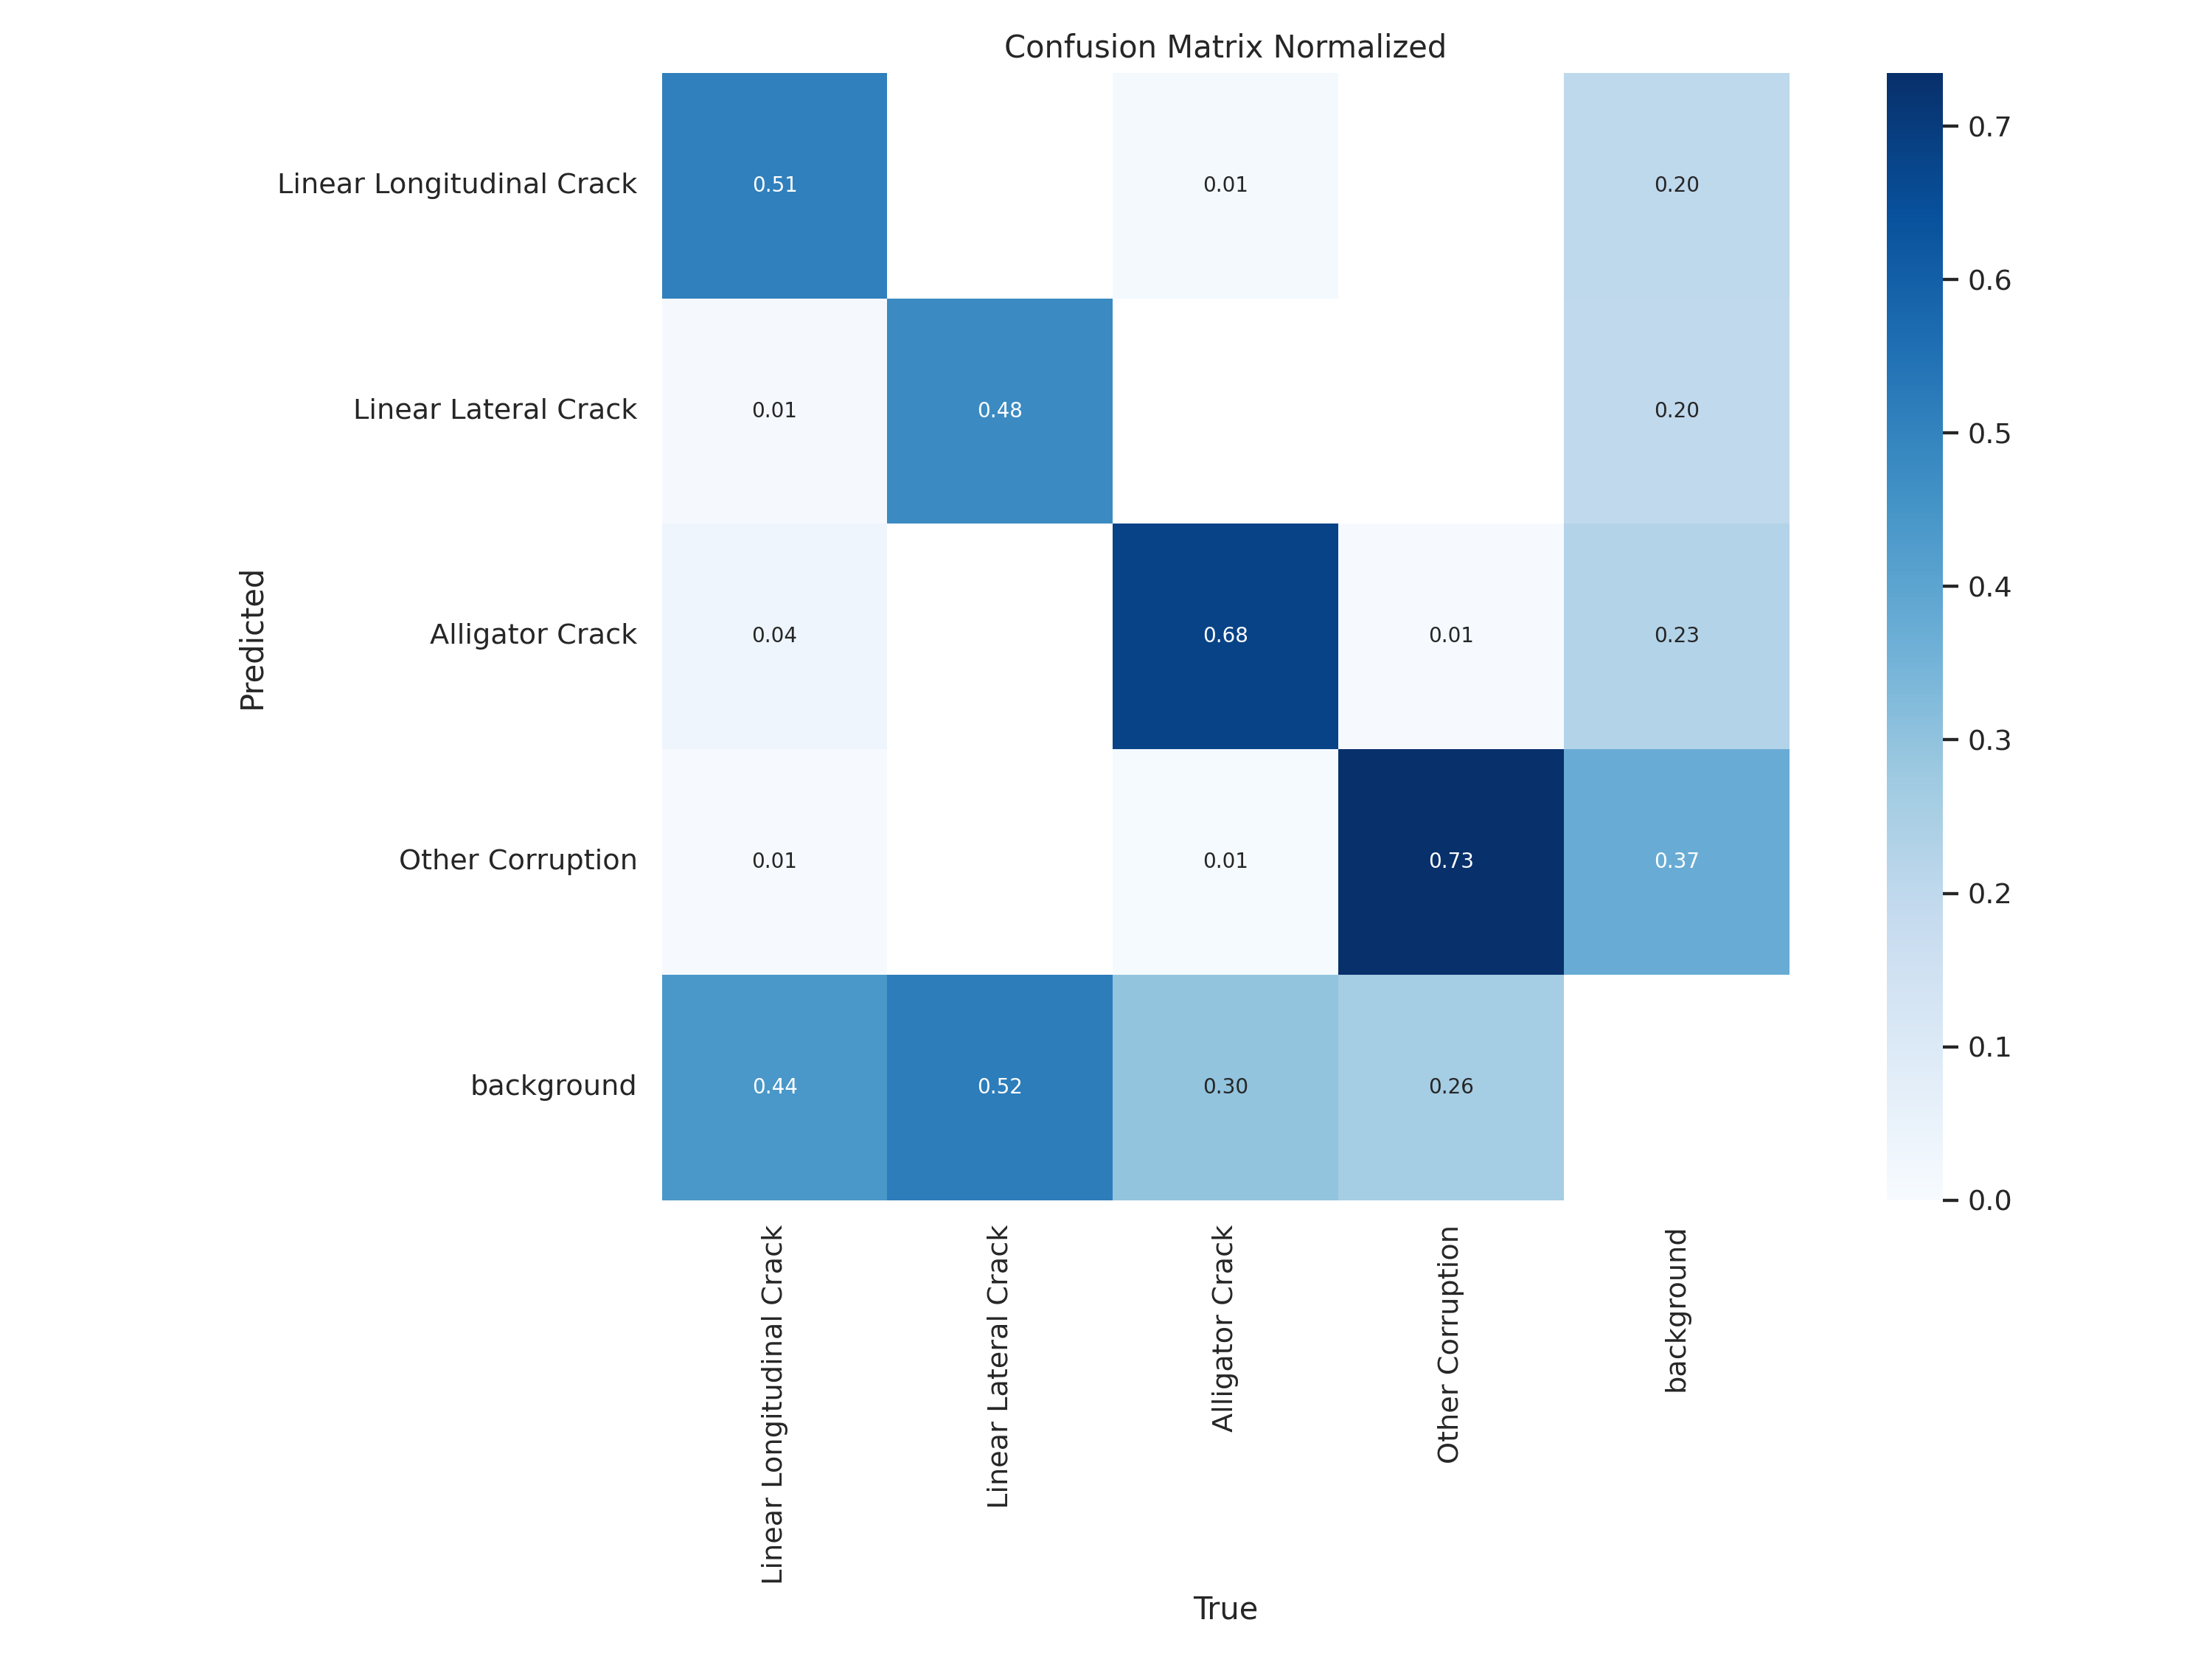 Confusion Matrix Normalized
Predicted
Linear Longitudinal Crack
0.51
0.01
0.20
Linear Lateral Crack
0.01
0.48
0.20
Alligator Crack
0.04
0.68
0.01
0.23
Other Corruption
0.01
0.01
0.73
0.37
background
0.44
0.52
0.30
0.26
Linear Longitudinal Crack
Linear Lateral Crack
Alligator Crack
Other Corruption
background
True
0.7
0.6
0.5
0.4
0.3
0.2
0.1
0.0